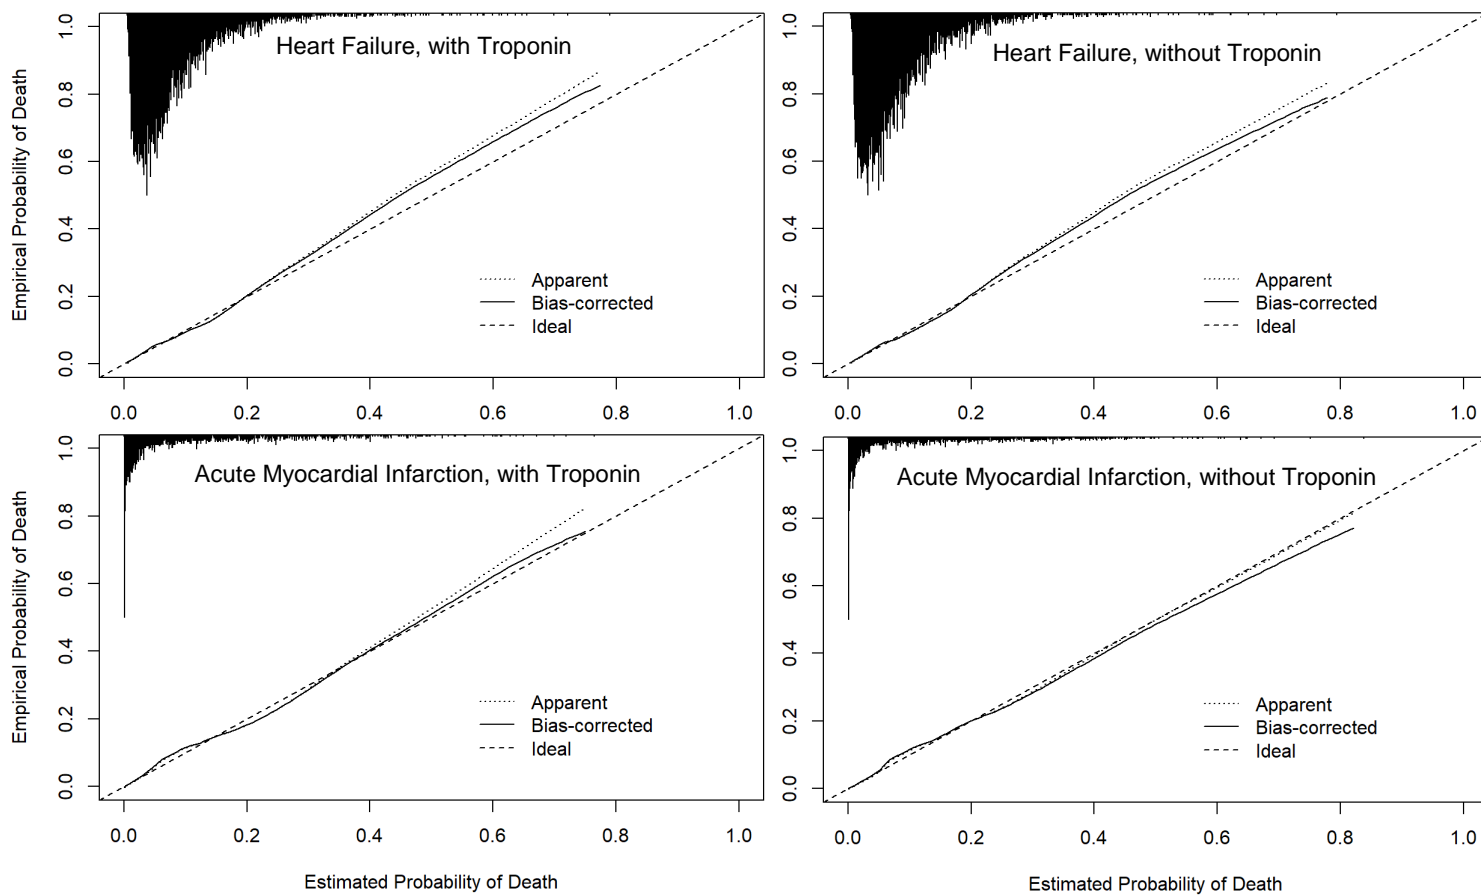 Heart Failure, with Troponin
Empirical Probability of Death
1.0
0.8
0.6
0.4
0.2
0.0
Apparent
Bias-corrected
Ideal
0.0 0.2 0.4 0.6 0.8 1.0
Heart Failure, without Troponin
1.0
0.8
0.6
0.4
0.2
0.0
Apparent
Bias-corrected
Ideal
0.0 0.2 0.4 0.6 0.8 1.0
Acute Myocardial Infarction, with Troponin
Empirical Probability of Death
1.0
0.8
0.6
0.4
0.2
0.0
Apparent
Bias-corrected
Ideal
0.0 0.2 0.4 0.6 0.8 1.0
Estimated Probability of Death
Acute Myocardial Infarction, without Troponin
1.0
0.8
0.6
0.4
0.2
0.0
Apparent
Bias-corrected
Ideal
0.0 0.2 0.4 0.6 0.8 1.0
Estimated Probability of Death